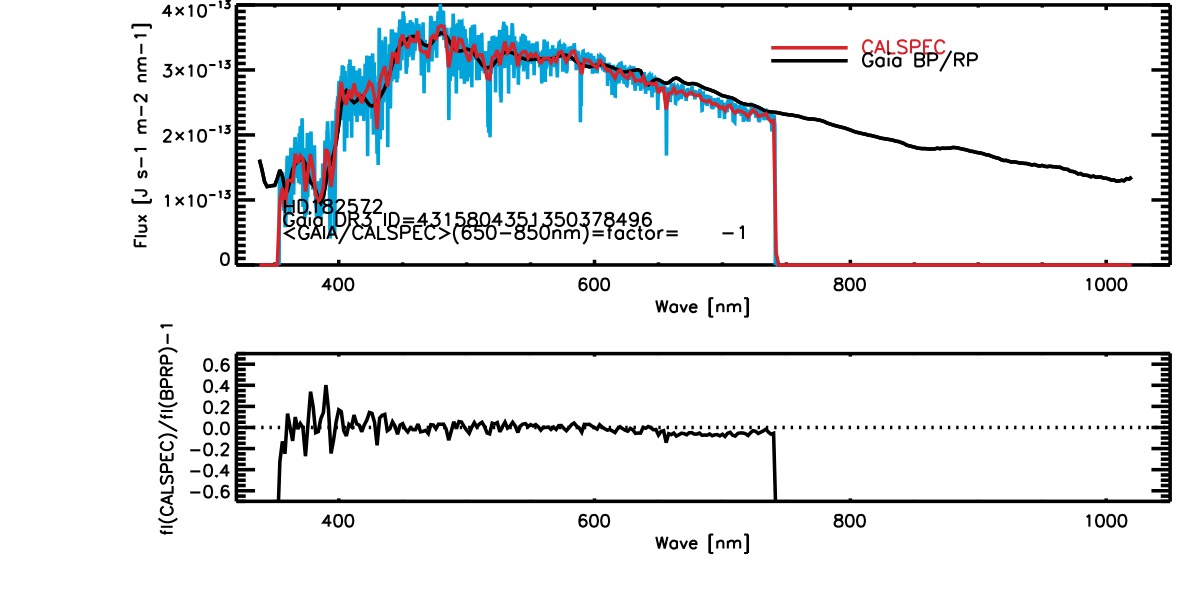 4×10−13
3×10−13
2×10−13
1×10−13
0
Flux [J s−1 m−2 nm−1]
CALSPEC
Gaia BP/RP
HD182572
Gaia DR3 ID=4315804351350378496
<GAIA/CALSPEC>(650−850nm)=factor= −1
400 600 800 1000
Wave [nm]
fl(CALSPEC)/fl(BPRP)−1
0.6
0.4
0.2
0.0
−0.2
−0.4
−0.6
400 600 800 1000
Wave [nm]